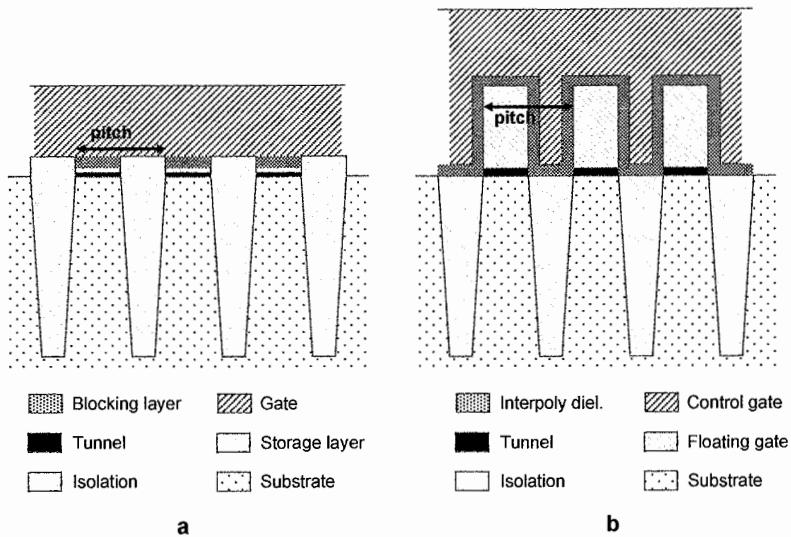 pitch
Blocking layer
Gate
Tunnel
Storage layer
Isolation
Substrate
a
pitch
Interpoly diel.
Control gate
Tunnel
Floating gate
Isolation
Substrate
b